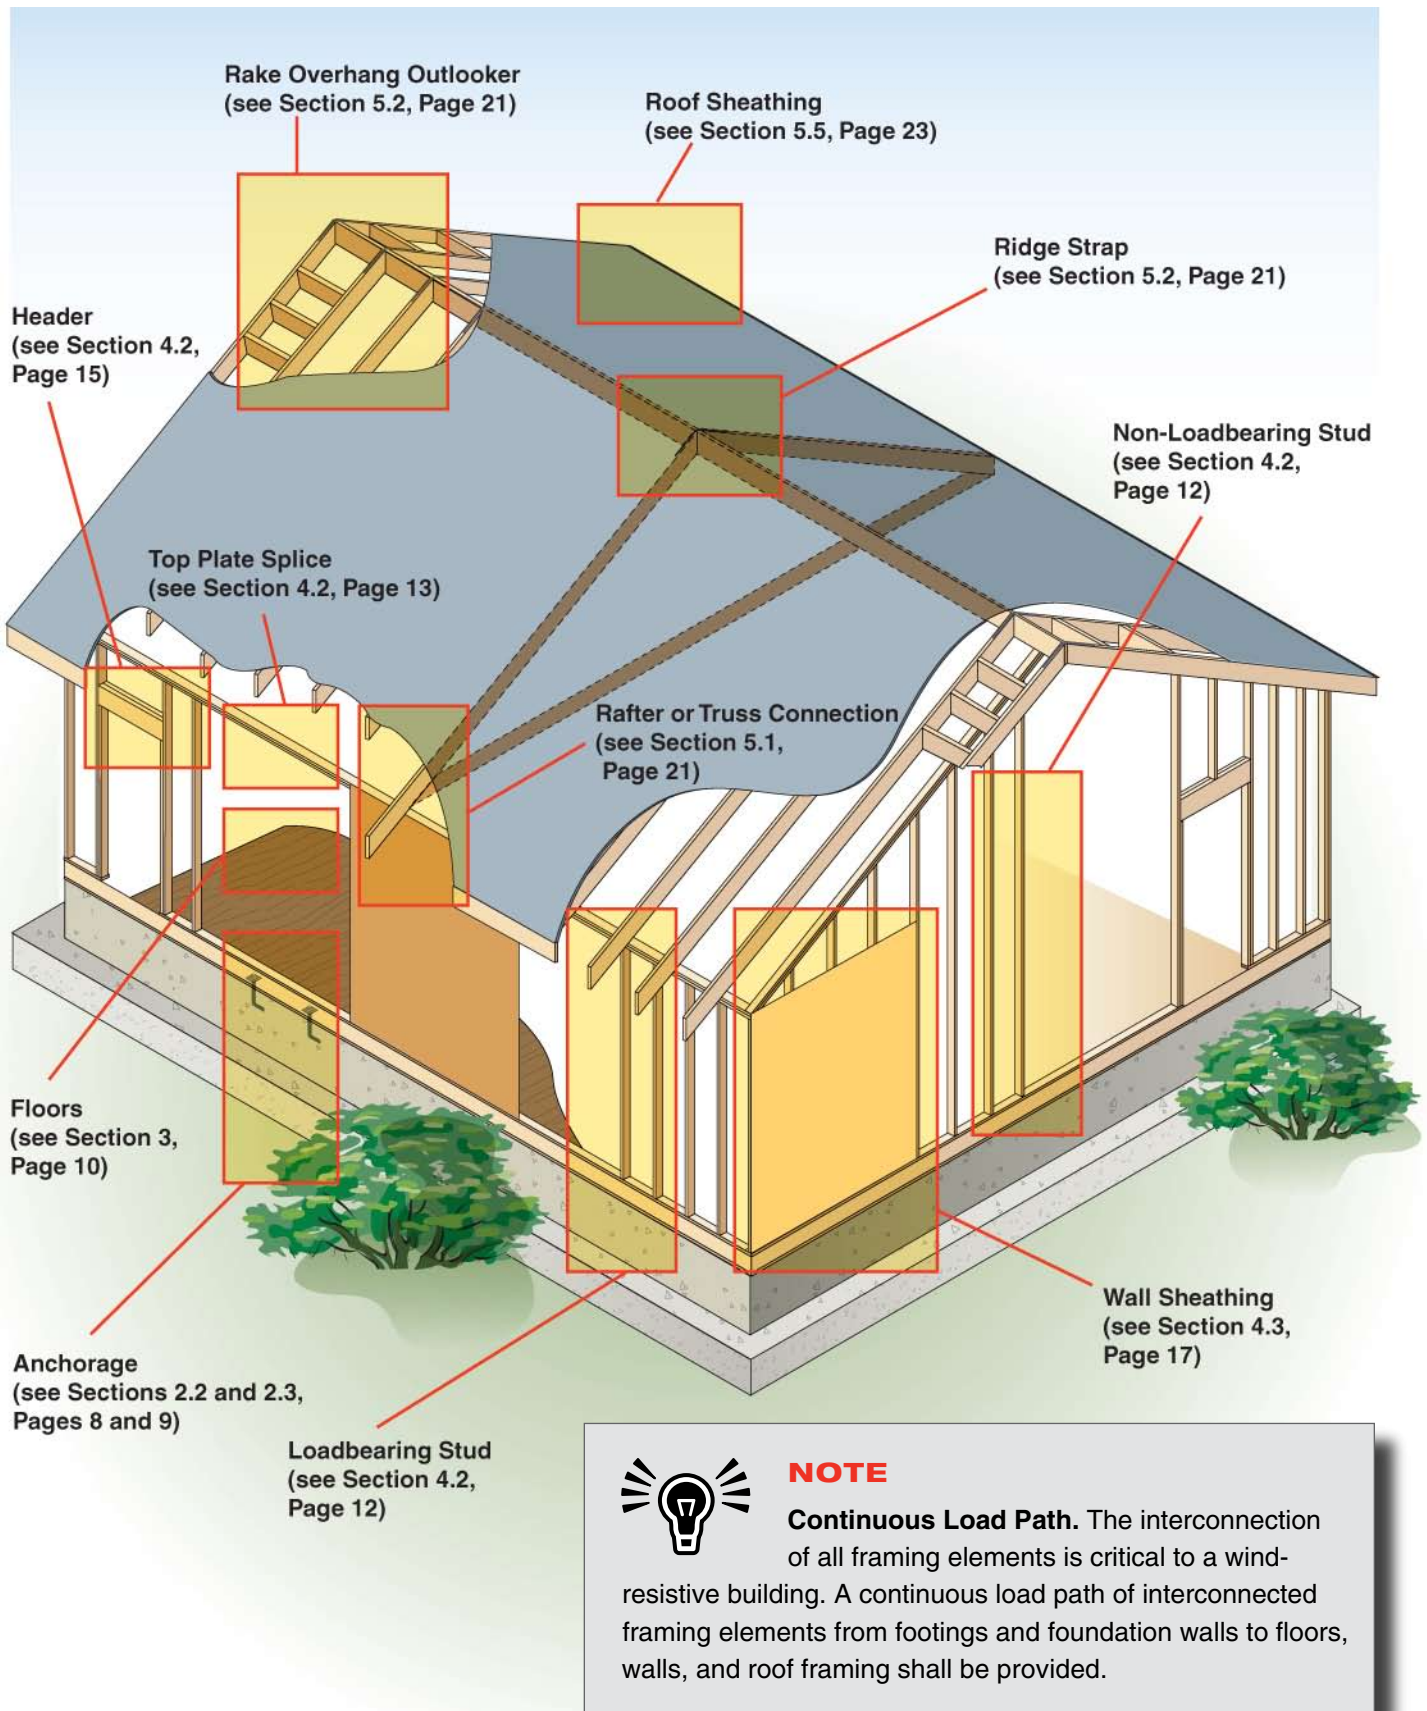 Rake Overhang Outlooker
(see Section 5.2, Page 21)
Roof Sheathing
(see Section 5.5, Page 23)
Ridge Strap
(see Section 5.2, Page 21)
Header
(see Section 4.2,
Page 15)
Non-Loadbearing Stud
(see Section 4.2,
Page 12)
Top Plate Splice
(see Section 4.2, Page 13)
Rafter or Truss Connection
(see Section 5.1,
Page 21)
Floors
(see Section 3,
Page 10)
Wall Sheathing
(see Section 4.3,
Page 17)
Anchorage
(see Sections 2.2 and 2.3,
Pages 8 and 9)
Loadbearing Stud
(see Section 4.2,
Page 12)
NOTE
Continuous Load Path. The interconnection
of all framing elements is critical to a wind-
resistive building. A continuous load path of interconnected
framing elements from footings and foundation walls to floors,
walls, and roof framing shall be provided.